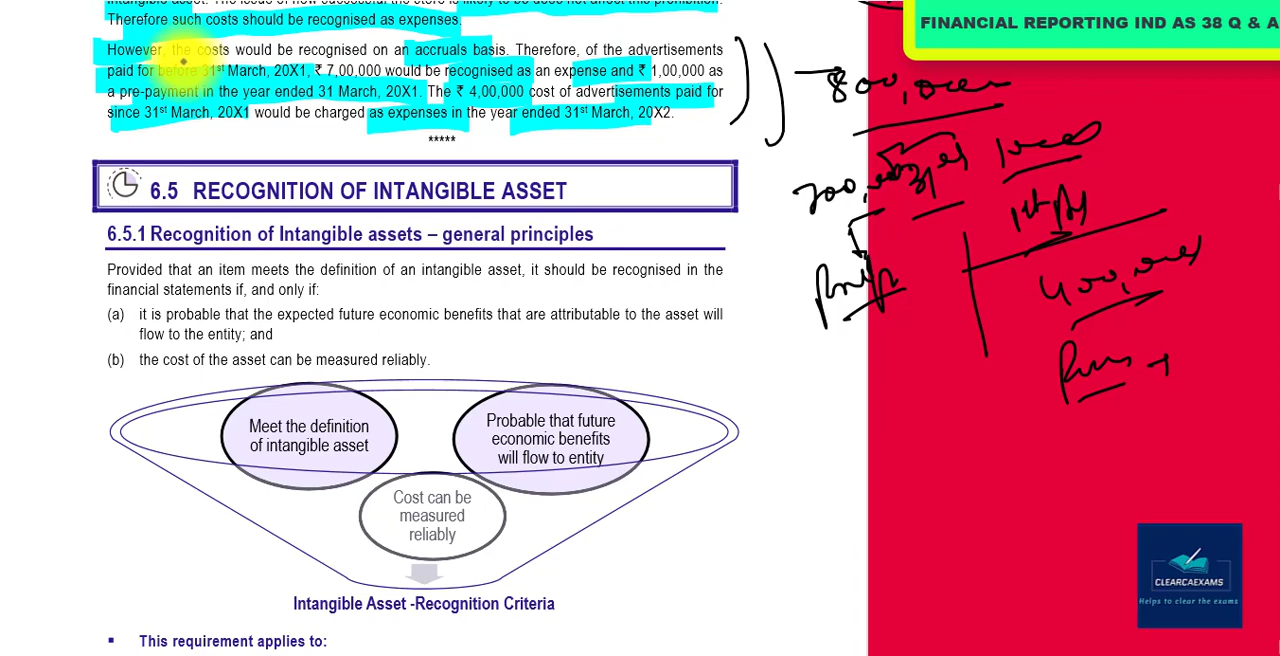 Therefore such costs should be recognised as expenses.
However, the costs would be recognised on an accruals basis. Therefore, of the advertisements
paid for before 31st March, 20X1, ₹ 7,00,000 would be recognised as an expense and ₹ 1,00,000 as
a pre-payment in the year ended 31 March, 20X1. The ₹ 4,00,000 cost of advertisements paid for
since 31st March, 20X1 would be charged as expenses in the year ended 31st March, 20X2.
*****
6.5 RECOGNITION OF INTANGIBLE ASSET
6.5.1 Recognition of Intangible assets – general principles
Provided that an item meets the definition of an intangible asset, it should be recognised in the
financial statements if, and only if:
(a) it is probable that the expected future economic benefits that are attributable to the asset will
flow to the entity; and
(b) the cost of the asset can be measured reliably.
Meet the definition
of intangible asset
Probable that future
economic benefits
will flow to entity
Cost can be
measured
reliably
Intangible Asset -Recognition Criteria
▪ This requirement applies to:
FINANCIAL REPORTING IND AS 38 Q & A
CLEARCAEXAMS
Helps to clear the exams